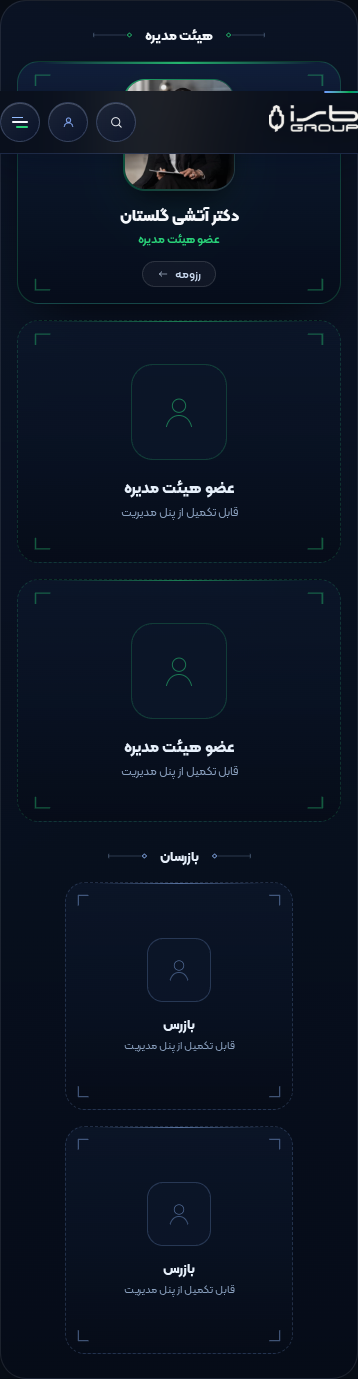 هیئت مدیره
isb
GROUP
دکتر آتشی گلستان
عضو هیئت مدیره
رزومه
عضو هیئت مدیره
قابل تکمیل از پنل مدیریت
عضو هیئت مدیره
قابل تکمیل از پنل مدیریت
بازرسان
بازرس
قابل تکمیل از پنل مدیریت
بازرس
قابل تکمیل از پنل مدیریت